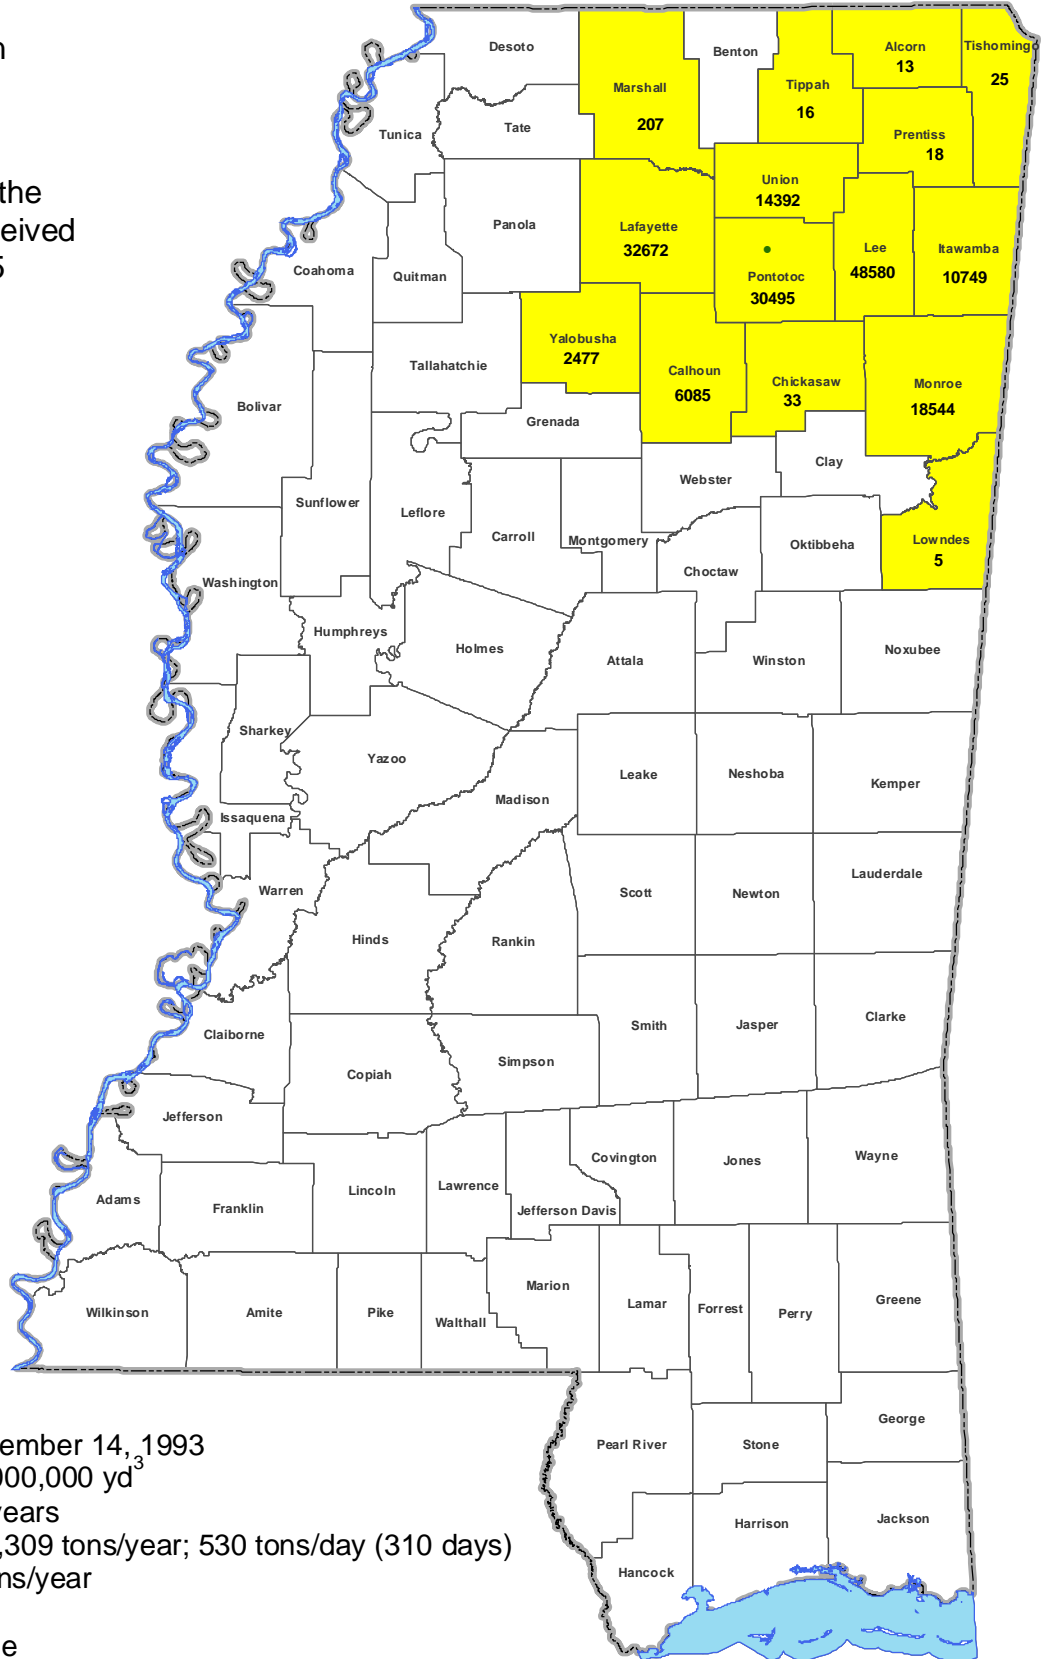 n
the
eived
5
Desoto
Benton
Alcorn
13
Tishomingo
25
Marshall
207
Tippah
16
Tunica
Tate
Prentiss
18
Union
14392
Panola
Lafayette
32672
Lee
48580
Itawamba
10749
Coahoma
Quitman
Pontotoc
30495
Yalobusha
2477
Tallahatchie
Calhoun
6085
Chickasaw
33
Monroe
18544
Bolivar
Grenada
Clay
Webster
Sunflower
Leflore
Carroll
Montgomery
Oktibbeha
Lowndes
5
Choctaw
Washington
Humphreys
Holmes
Attala
Winston
Noxubee
Sharkey
Yazoo
Leake
Neshoba
Kemper
Madison
Issaquena
Warren
Scott
Newton
Lauderdale
Hinds
Rankin
Claiborne
Smith
Jasper
Clarke
Copiah
Simpson
Jefferson
Covington
Jones
Wayne
Adams
Franklin
Lincoln
Lawrence
Jefferson Davis
Wilkinson
Amite
Pike
Walthall
Marion
Lamar
Forrest
Perry
Greene
George
Pearl River
Stone
Harrison
Jackson
Hancock
ember 14, 1993
000,000 yd3
years
,309 tons/year; 530 tons/day (310 days)
ns/year
e